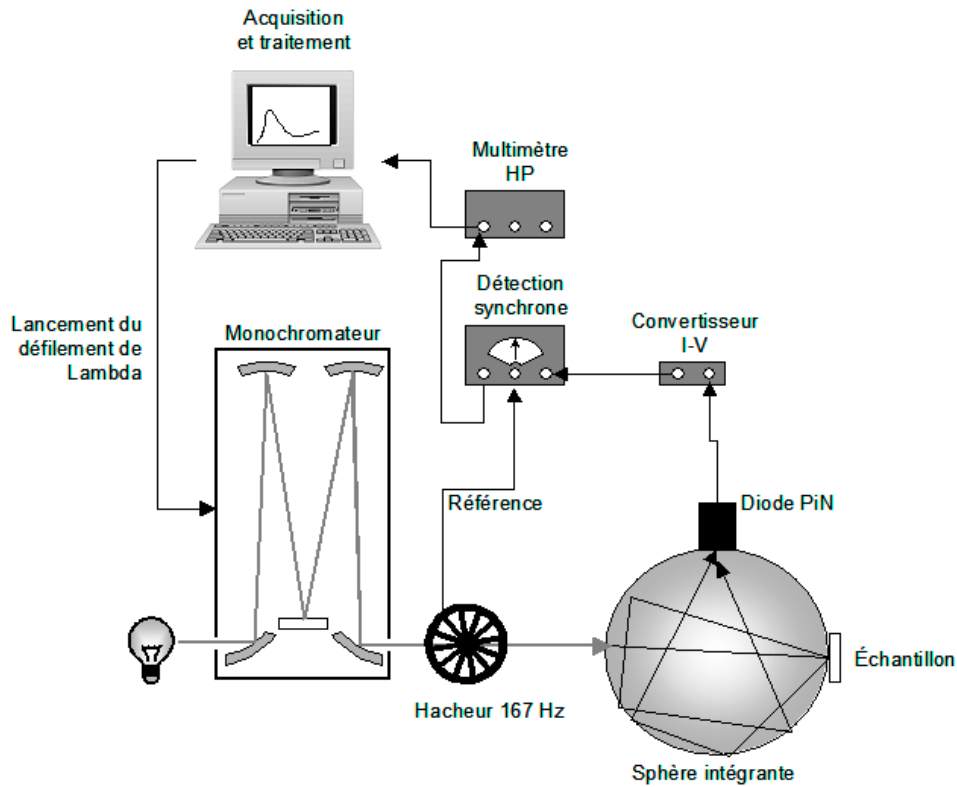 Acquisition
et traitement
Multimètre
HP
Détection
synchrone
Convertisseur
I-V
Lancement du
défilement de
Lambda
Monochromateur
Référence
Diode PiN
Échantillon
Hacheur 167 Hz
Sphère intégrante